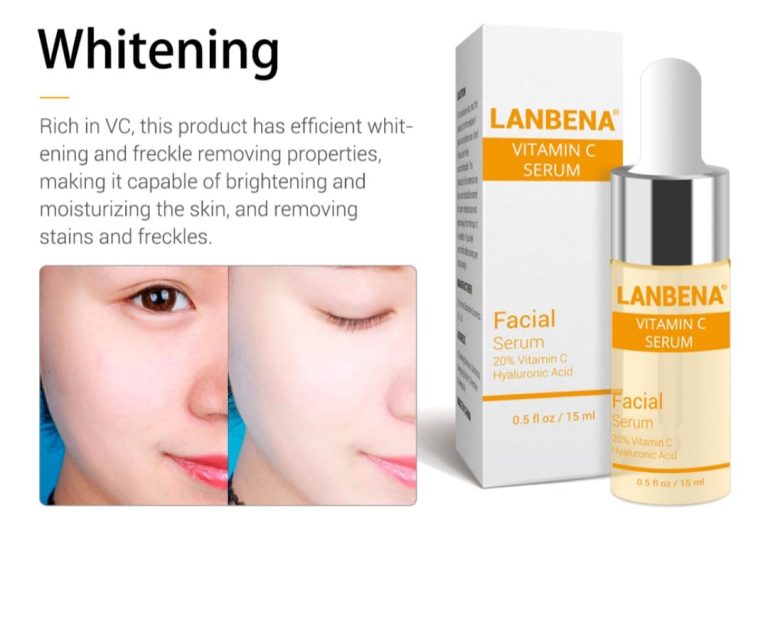 Whitening
Rich in VC, this product has efficient whit-
ening and freckle removing properties,
making it capable of brightening and
moisturizing the skin, and removing
stains and freckles.
LANBENA®
VITAMIN C
SERUM
Facial
Serum
20% Vitamin C
Hyaluronic Acid
0.5 fl oz / 15 ml
LANBENA®
VITAMIN C
SERUM
Facial
Serum
20% Vitamin C
Hyaluronic Acid
0.5 fl oz / 15 ml